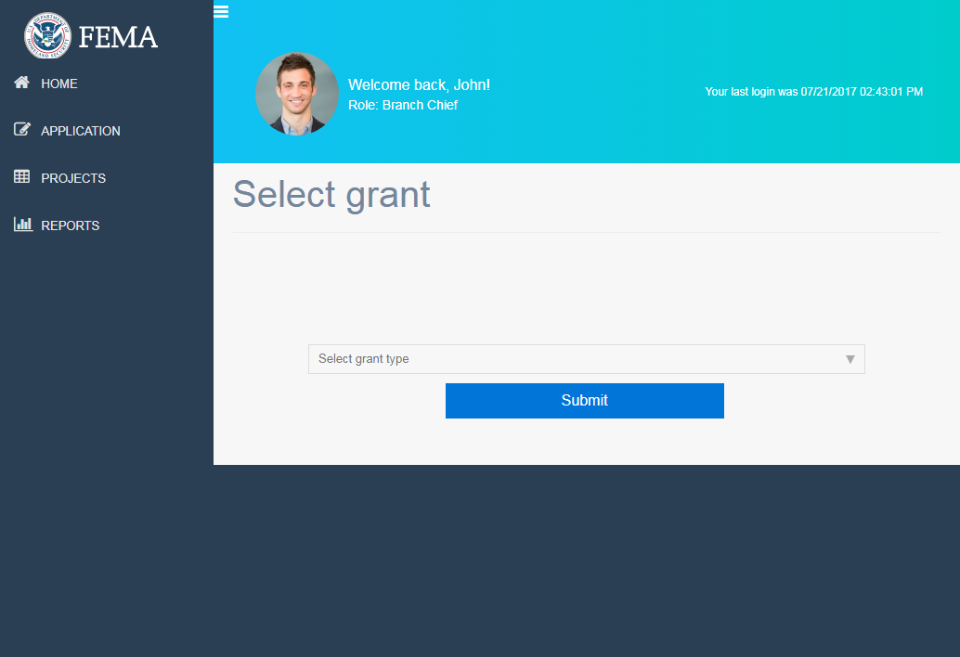 FEMA
HOME
APPLICATION
PROJECTS
REPORTS
Welcome back, John!
Role: Branch Chief
Your last login was 07/21/2017 02:43:01 PM
Select grant
Select grant type
Submit